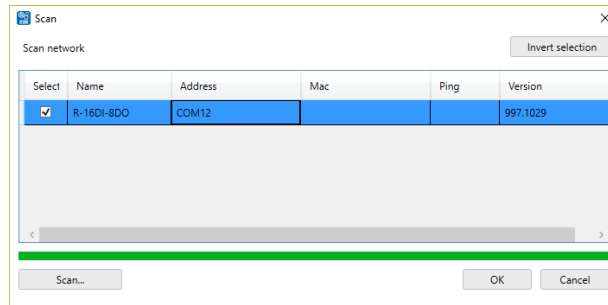 Scan
Scan network
Invert selection
Select Name Address Mac Ping Version
R-16DI-8DO COM12 997.1029
Scan... OK Cancel